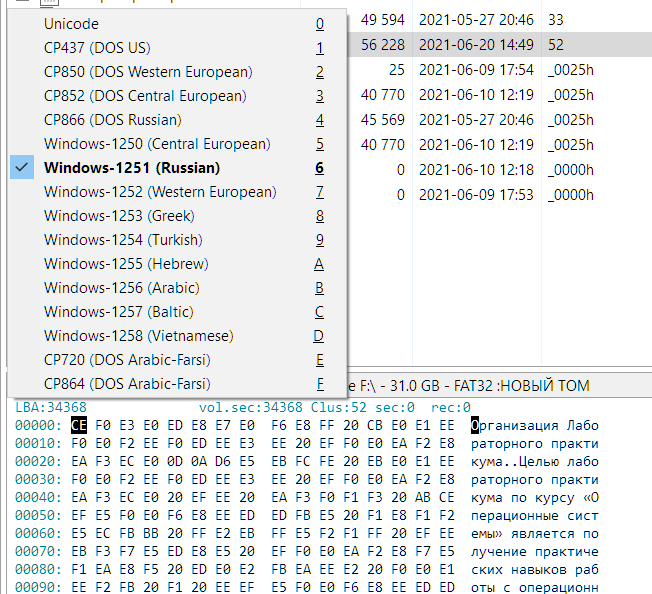 Unicode 0
CP437 (DOS US) 1
CP850 (DOS Western European) 2
CP852 (DOS Central European) 3
CP866 (DOS Russian) 4
Windows-1250 (Central European) 5
Windows-1251 (Russian) 6
Windows-1252 (Western European) 7
Windows-1253 (Greek) 8
Windows-1254 (Turkish) 9
Windows-1255 (Hebrew) A
Windows-1256 (Arabic) B
Windows-1257 (Baltic) C
Windows-1258 (Vietnamese) D
CP720 (DOS Arabic-Farsi) E
CP864 (DOS Arabic-Farsi) F
49 594 2021-05-27 20:46 33
56 228 2021-06-20 14:49 52
25 2021-06-09 17:54 _0025h
40 770 2021-06-10 12:19 _0025h
45 569 2021-05-27 20:46 _0025h
40 770 2021-06-10 12:19 _0025h
0 2021-06-10 12:18 _0000h
0 2021-06-09 17:53 _0000h
e F:\ - 31.0 GB - FAT32 :НОВЫЙ ТОМ
LBA:34368 vol.sec:34368 Clus:52 sec:0 rec:0
00000: CE F0 E3 E0 ED E8 E7 E0 F6 E8 FF 20 CB E0 E1 EE Организация Лабо
00010: F0 E0 F2 EE F0 ED EE E3 EE 20 EF F0 E0 EA F2 E8 раторного практи
00020: EA F3 EC E0 0D 0A D6 E5 EB FC FE 20 EB E0 E1 EE кума..Целью лабо
00030: F0 E0 F2 EE F0 ED EE E3 EE 20 EF F0 E0 EA F2 E8 раторного практи
00040: EA F3 EC E0 20 EF EE 20 EA F3 F0 F1 F3 20 AB CE кума по курсу «О
00050: EF E5 F0 E0 F6 E8 EE ED ED FB E5 20 F1 E8 F1 F2 перационные сист
00060: E5 EC FB BB 20 FF E2 EB FF E5 F2 F1 FF 20 EF EE емы» является по
00070: EB F3 F7 E5 ED E8 E5 20 EF F0 E0 EA F2 E8 F7 E5 лучение практиче
00080: F1 EA E8 F5 20 ED E0 E2 FB EA EE E2 20 F0 E0 E1 ских навыков раб
00090: EE F2 FB 20 F1 20 EE EF E5 F0 E0 F6 E8 EE ED ED оты с операционн